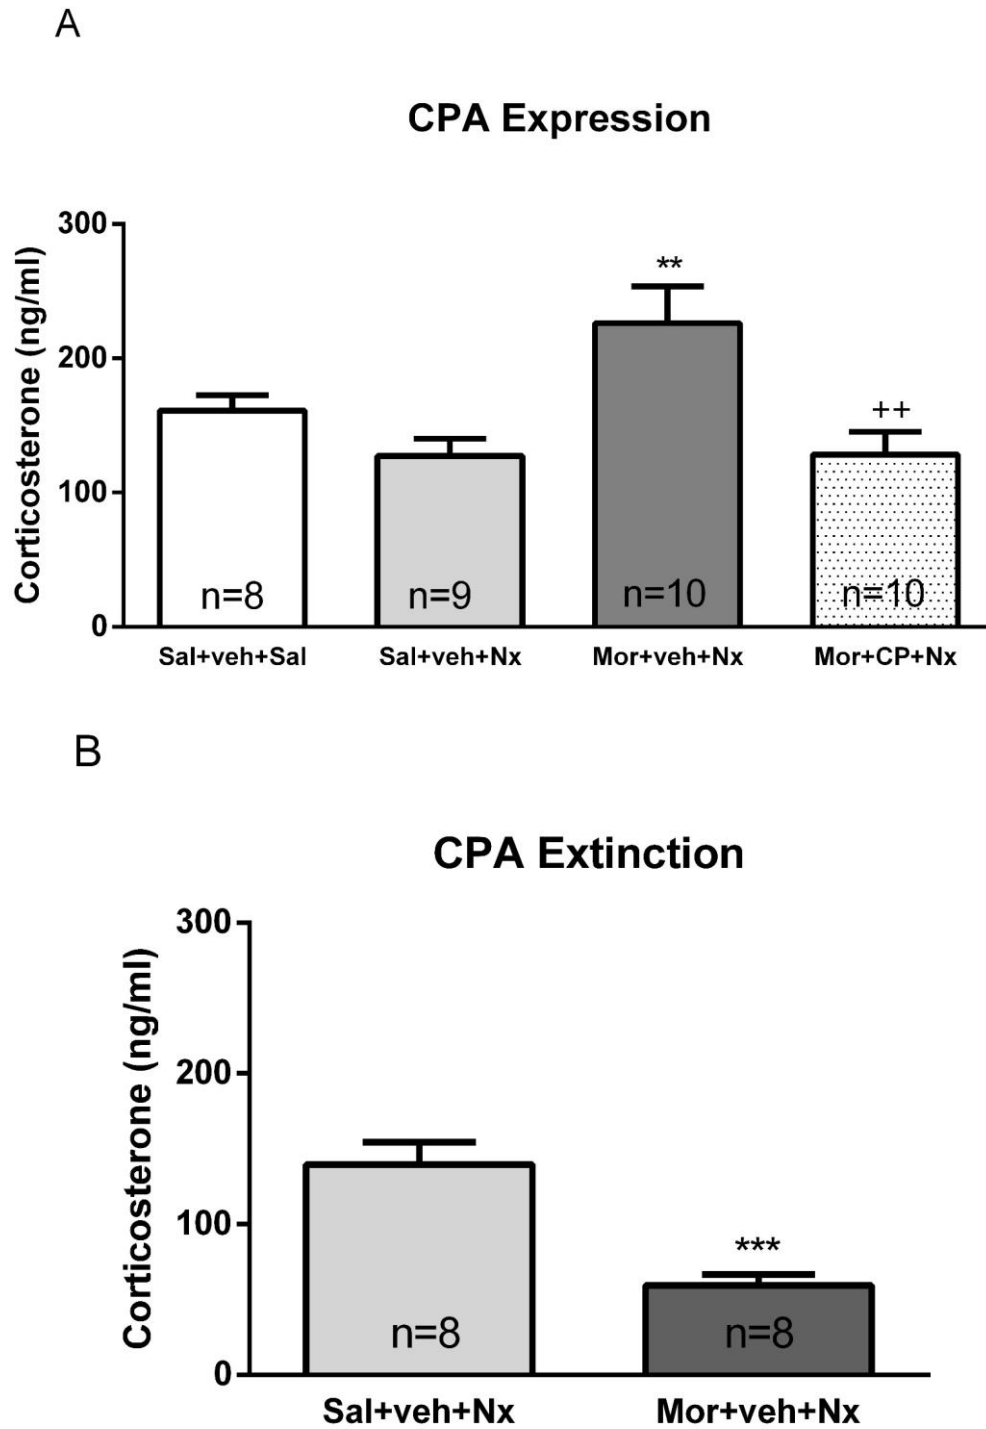 A
CPA Expression
Corticosterone (ng/ml)
300
200
100
0
**
++
n=8
n=9
n=10
n=10
Sal+veh+Sal
Sal+veh+Nx
Mor+veh+Nx
Mor+CP+Nx
B
CPA Extinction
Corticosterone (ng/ml)
300
200
100
0
***
n=8
n=8
Sal+veh+Nx
Mor+veh+Nx